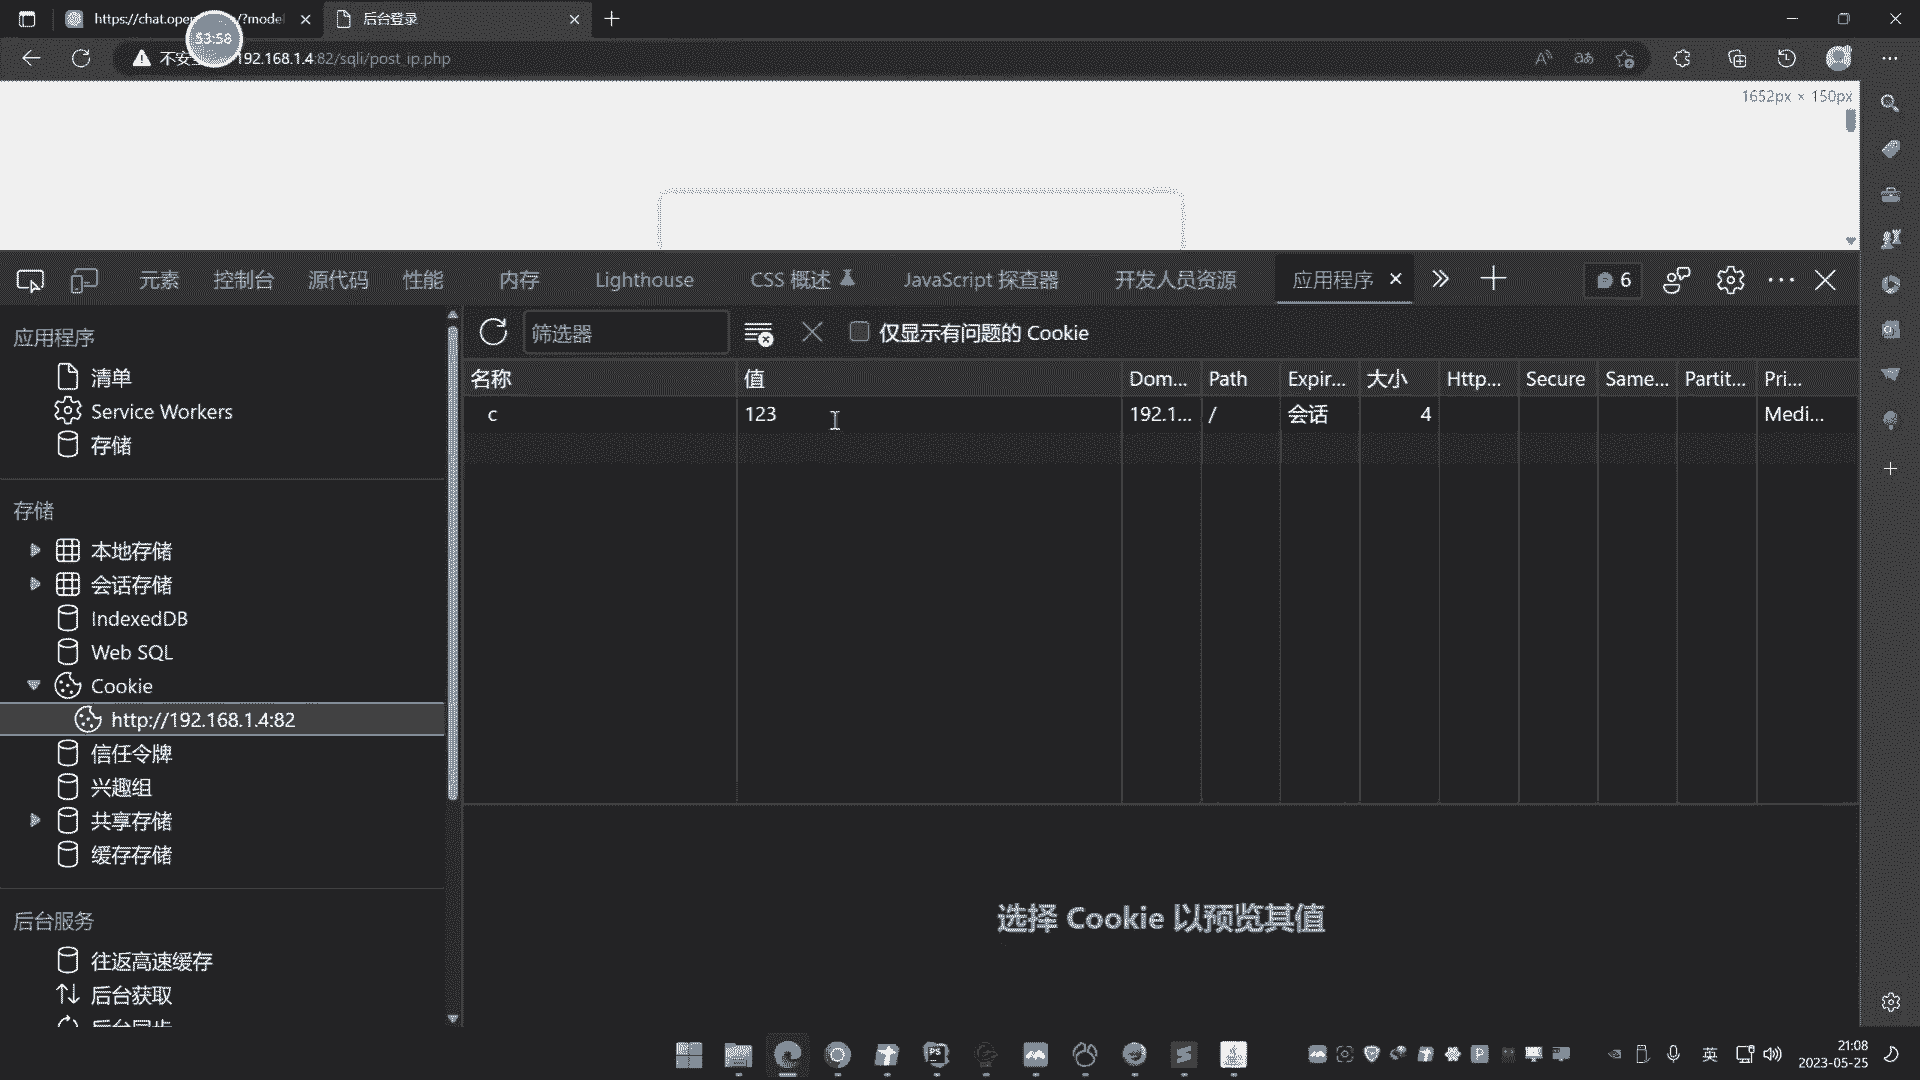 https://chat.open
/?model
后台登录
53:58
不安
192.168.1.4:82/sqli/post_ip.php
1652px × 150px
元素
控制台
源代码
性能
内存
Lighthouse
CSS 概述
JavaScript 探查器
开发人员资源
应用程序
6
应用程序
筛选器
仅显示有问题的 Cookie
清单
名称
值
Dom...
Path
Expir...
大小
Http...
Secure
Same...
Partit...
Pri...
Service Workers
c
123
192.1...
/
会话
4
Medi...
存储
存储
本地存储
会话存储
IndexedDB
Web SQL
Cookie
http://192.168.1.4:82
信任令牌
兴趣组
共享存储
缓存存储
选择 Cookie 以预览其值
后台服务
往返高速缓存
后台获取
后台同步
英
21:08
2023-05-25